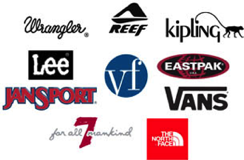 Wrangler®
REEF
kipling
Lee
vf
EASTPAK
JANSPORT
VANS
for all 7 mankind
THE
NORTH
FACE